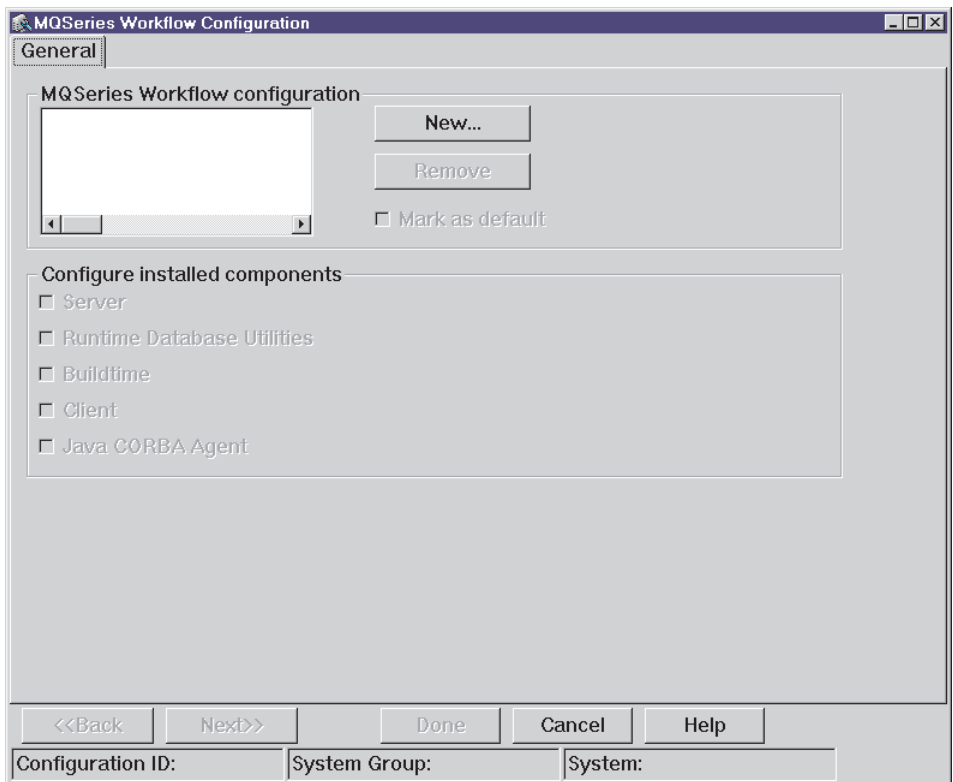 MQSeries Workflow Configuration
General
MQSeries Workflow configuration
New...
Remove
Mark as default
Configure installed components
Server
Runtime Database Utilities
Buildtime
Client
Java CORBA Agent
<<Back Next>> Done Cancel Help
Configuration ID: System Group: System: